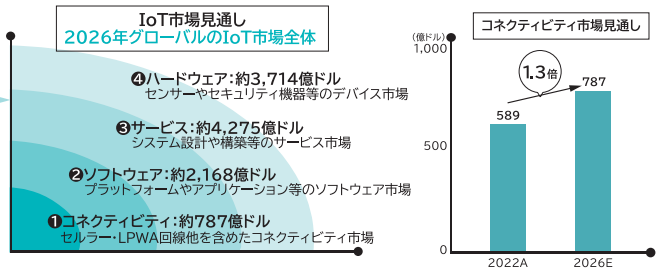 IoT市場見通し
2026年グローバルのIoT市場全体
❹ハードウェア：約3,714億ドル
センサーやセキュリティ機器等のデバイス市場
❸サービス：約4,275億ドル
システム設計や構築等のサービス市場
❷ソフトウェア：約2,168億ドル
プラットフォームやアプリケーション等のソフトウェア市場
❶コネクティビティ：約787億ドル
セルラー・LPWA回線他を含めたコネクティビティ市場
コネクティビティ市場見通し
（億ドル）
1,000
500
0
1.3倍
589
787
2022A
2026E